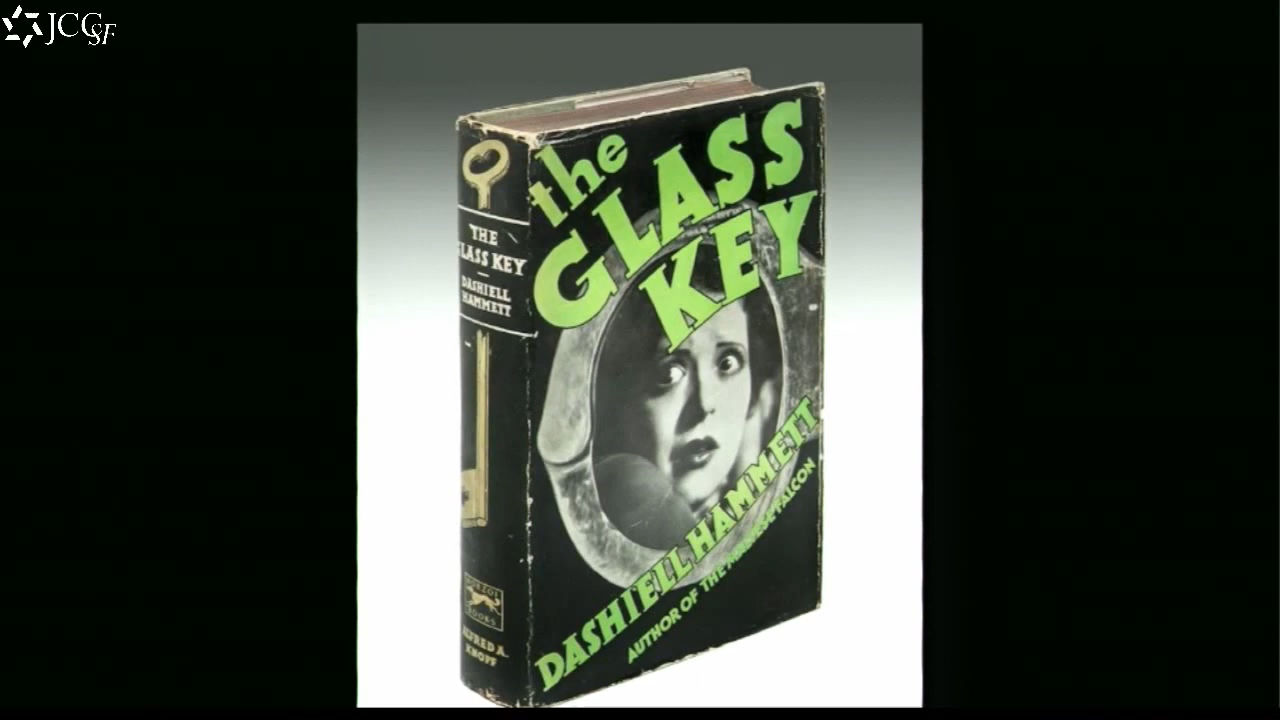 JCCSF
the
GLASS
KEY
DASHIELL HAMMETT
AUTHOR OF THE MALTESE FALCON
THE
GLASS KEY
DASHIELL
HAMMETT
BORZOI
BOOKS
ALFRED A.
KNOPF